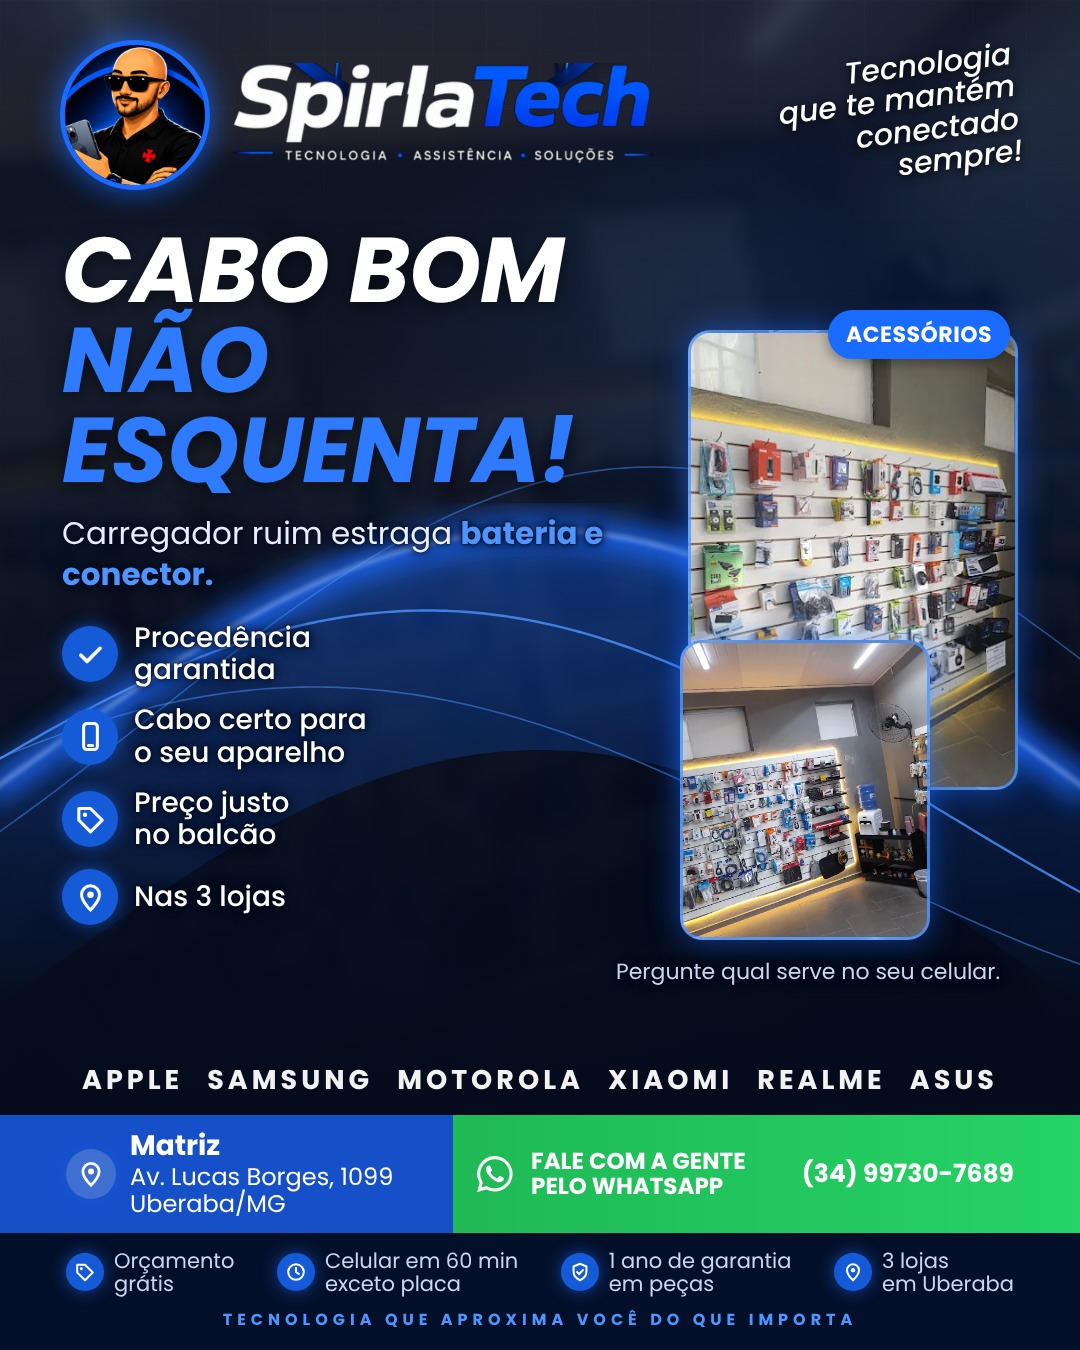 SpirlaTech
TECNOLOGIA • ASSISTÊNCIA • SOLUÇÕES
Tecnologia
que te mantém
conectado
sempre!
CABO BOM
NÃO
ESQUENTA!
Carregador ruim estraga bateria e
conector.
Procedência
garantida
Cabo certo para
o seu aparelho
Preço justo
no balcão
Nas 3 lojas
ACESSÓRIOS
Pergunte qual serve no seu celular.
APPLE SAMSUNG MOTOROLA XIAOMI REALME ASUS
Matriz
Av. Lucas Borges, 1099
Uberaba/MG
FALE COM A GENTE
PELO WHATSAPP
(34) 99730-7689
Orçamento
grátis
Celular em 60 min
exceto placa
1 ano de garantia
em peças
3 lojas
em Uberaba
TECNOLOGIA QUE APROXIMA VOCÊ DO QUE IMPORTA